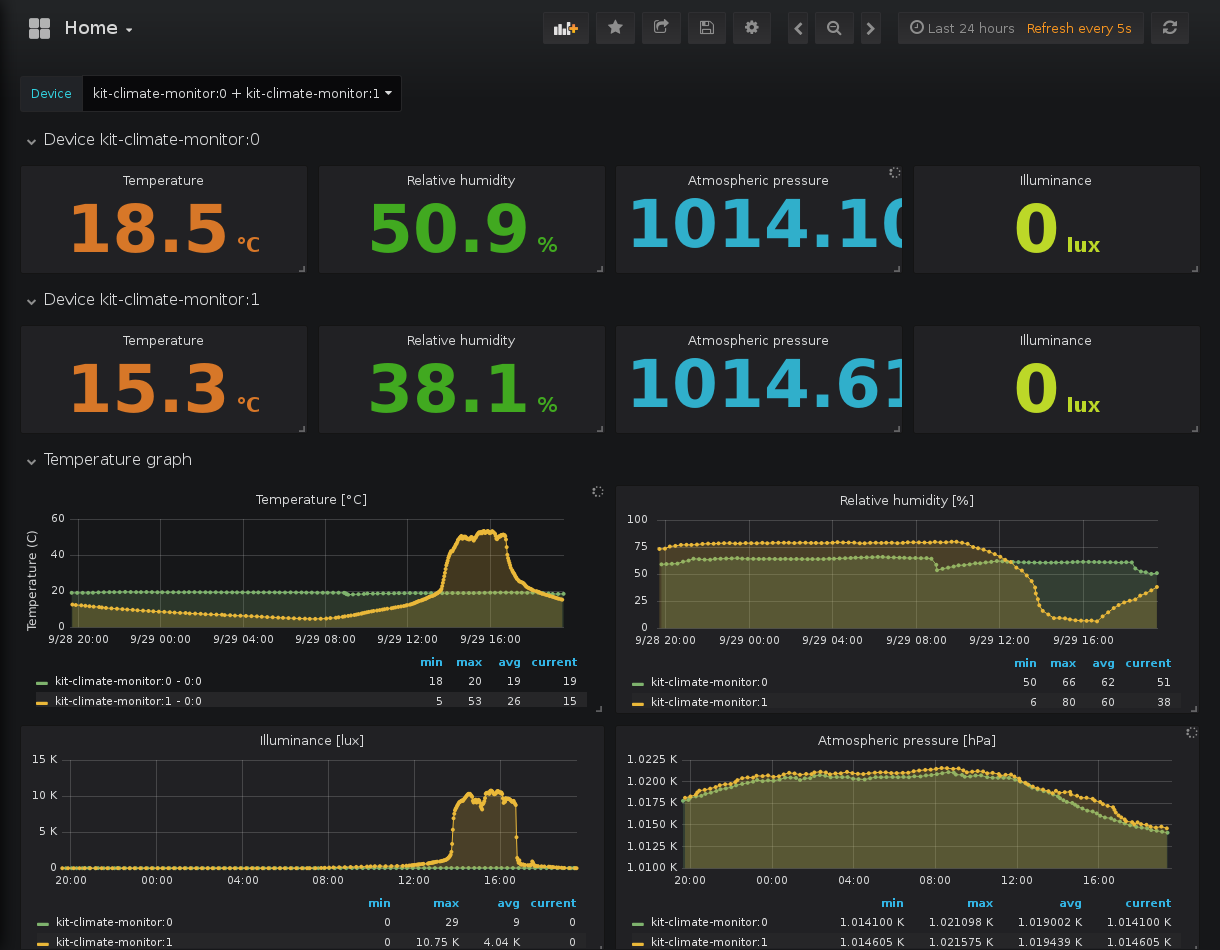 Home
Last 24 hours Refresh every 5s
Device kit-climate-monitor:0 + kit-climate-monitor:1
Device kit-climate-monitor:0
Temperature Relative humidity Atmospheric pressure Illuminance
18.5 °C 50.9 % 1014.10 0 lux
Device kit-climate-monitor:1
Temperature Relative humidity Atmospheric pressure Illuminance
15.3 °C 38.1 % 1014.61 0 lux
Temperature graph
Temperature [°C]
Temperature (C)
60
40
20
0
9/28 20:00 9/29 00:00 9/29 04:00 9/29 08:00 9/29 12:00 9/29 16:00
min max avg current
kit-climate-monitor:0 - 0:0 18 20 19 19
kit-climate-monitor:1 - 0:0 5 53 26 15
Relative humidity [%]
100
75
50
25
0
9/28 20:00 9/29 00:00 9/29 04:00 9/29 08:00 9/29 12:00 9/29 16:00
min max avg current
kit-climate-monitor:0 50 66 62 51
kit-climate-monitor:1 6 80 60 38
Illuminance [lux]
15 K
10 K
5 K
0
20:00 00:00 04:00 08:00 12:00 16:00
min max avg current
kit-climate-monitor:0 0 29 9 0
kit-climate-monitor:1 0 10.75 K 4.04 K 0
Atmospheric pressure [hPa]
1.0225 K
1.0200 K
1.0175 K
1.0150 K
1.0125 K
1.0100 K
20:00 00:00 04:00 08:00 12:00 16:00
min max avg current
kit-climate-monitor:0 1.014100 K 1.021098 K 1.019002 K 1.014100 K
kit-climate-monitor:1 1.014605 K 1.021575 K 1.019439 K 1.014605 K